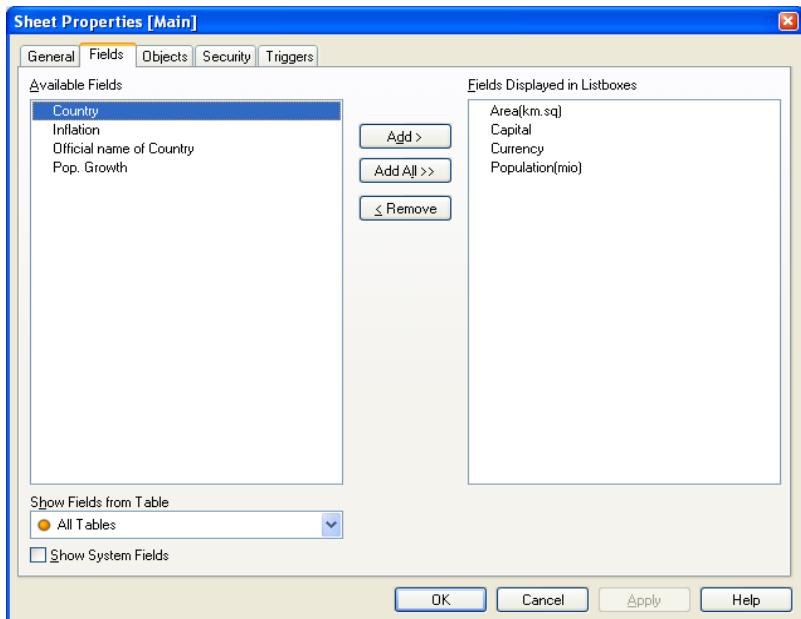 Sheet Properties [Main]
General Fields Objects Security Triggers
Available Fields
Country
Inflation
Official name of Country
Pop. Growth
Add >
Add All >>
< Remove
Fields Displayed in Listboxes
Area(km.sq)
Capital
Currency
Population(mio)
Show Fields from Table
All Tables
Show System Fields
OK Cancel Apply Help